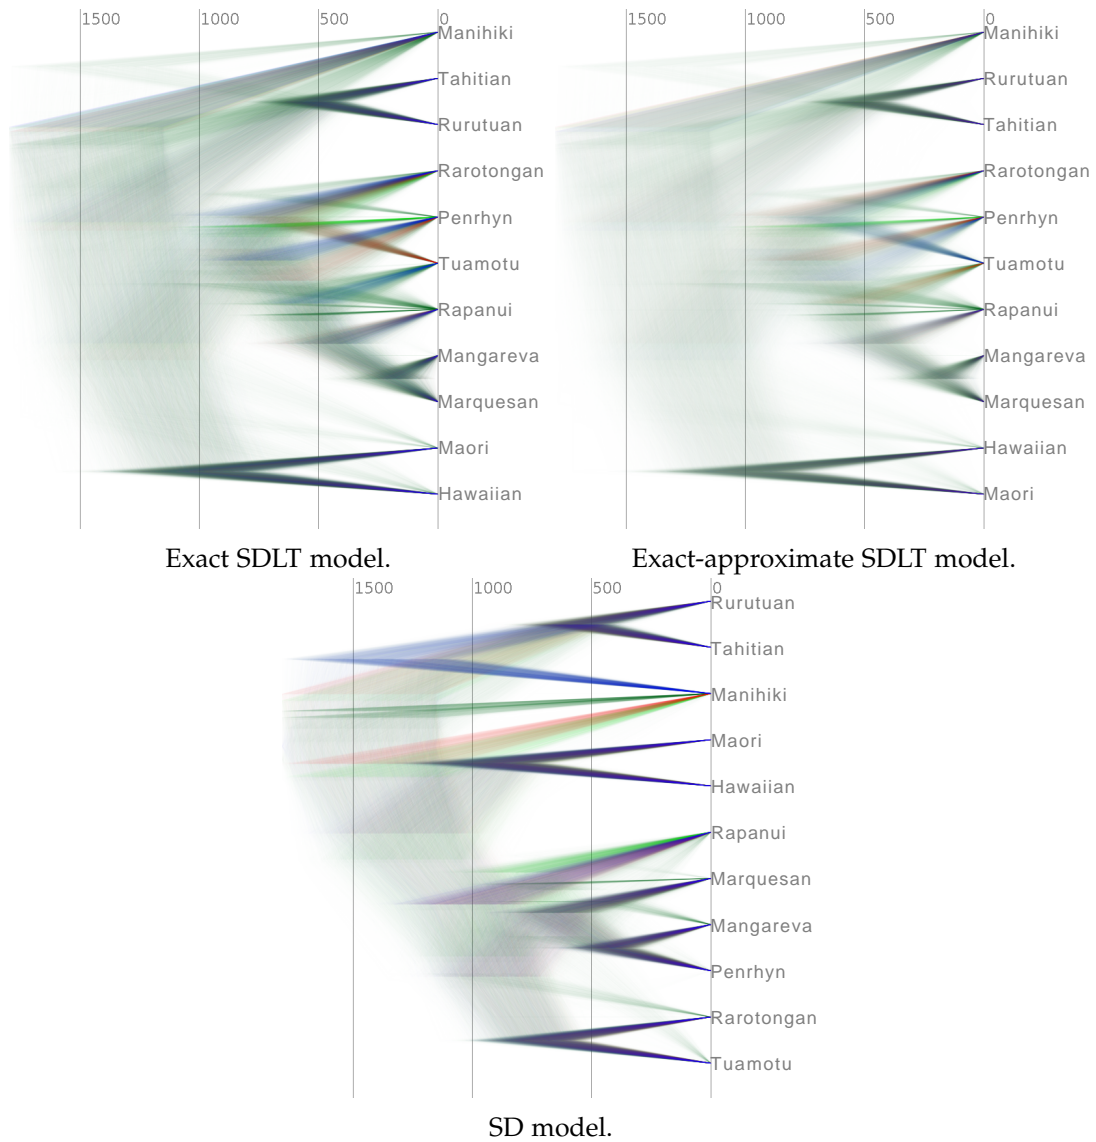 1500 1000 500 0
Manihiki
Tahitian
Rurutuan
Rarotongan
Penrhyn
Tuamotu
Rapanui
Mangareva
Marquesan
Maori
Hawaiian
Exact SDLT model.
1500 1000 500 0
Manihiki
Rurutuan
Tahitian
Rarotongan
Penrhyn
Tuamotu
Rapanui
Mangareva
Marquesan
Hawaiian
Maori
Exact-approximate SDLT model.
1500 1000 500 0
Rurutuan
Tahitian
Manihiki
Maori
Hawaiian
Rapanui
Marquesan
Mangareva
Penrhyn
Rarotongan
Tuamotu
SD model.